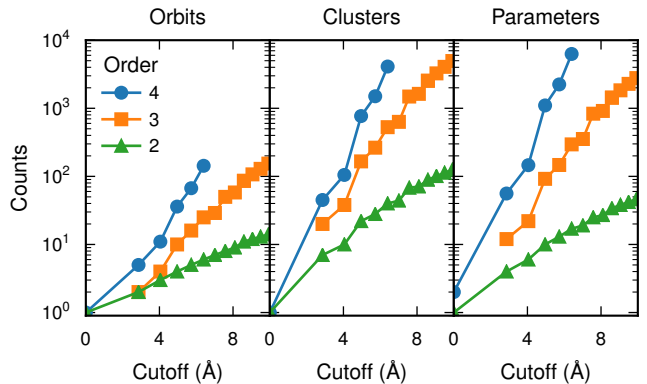 Orbits Clusters Parameters
10^4
10^3
10^2
10^1
10^0
Counts
Order
4
3
2
0 4 8 0 4 8 0 4 8
Cutoff (Å) Cutoff (Å) Cutoff (Å)